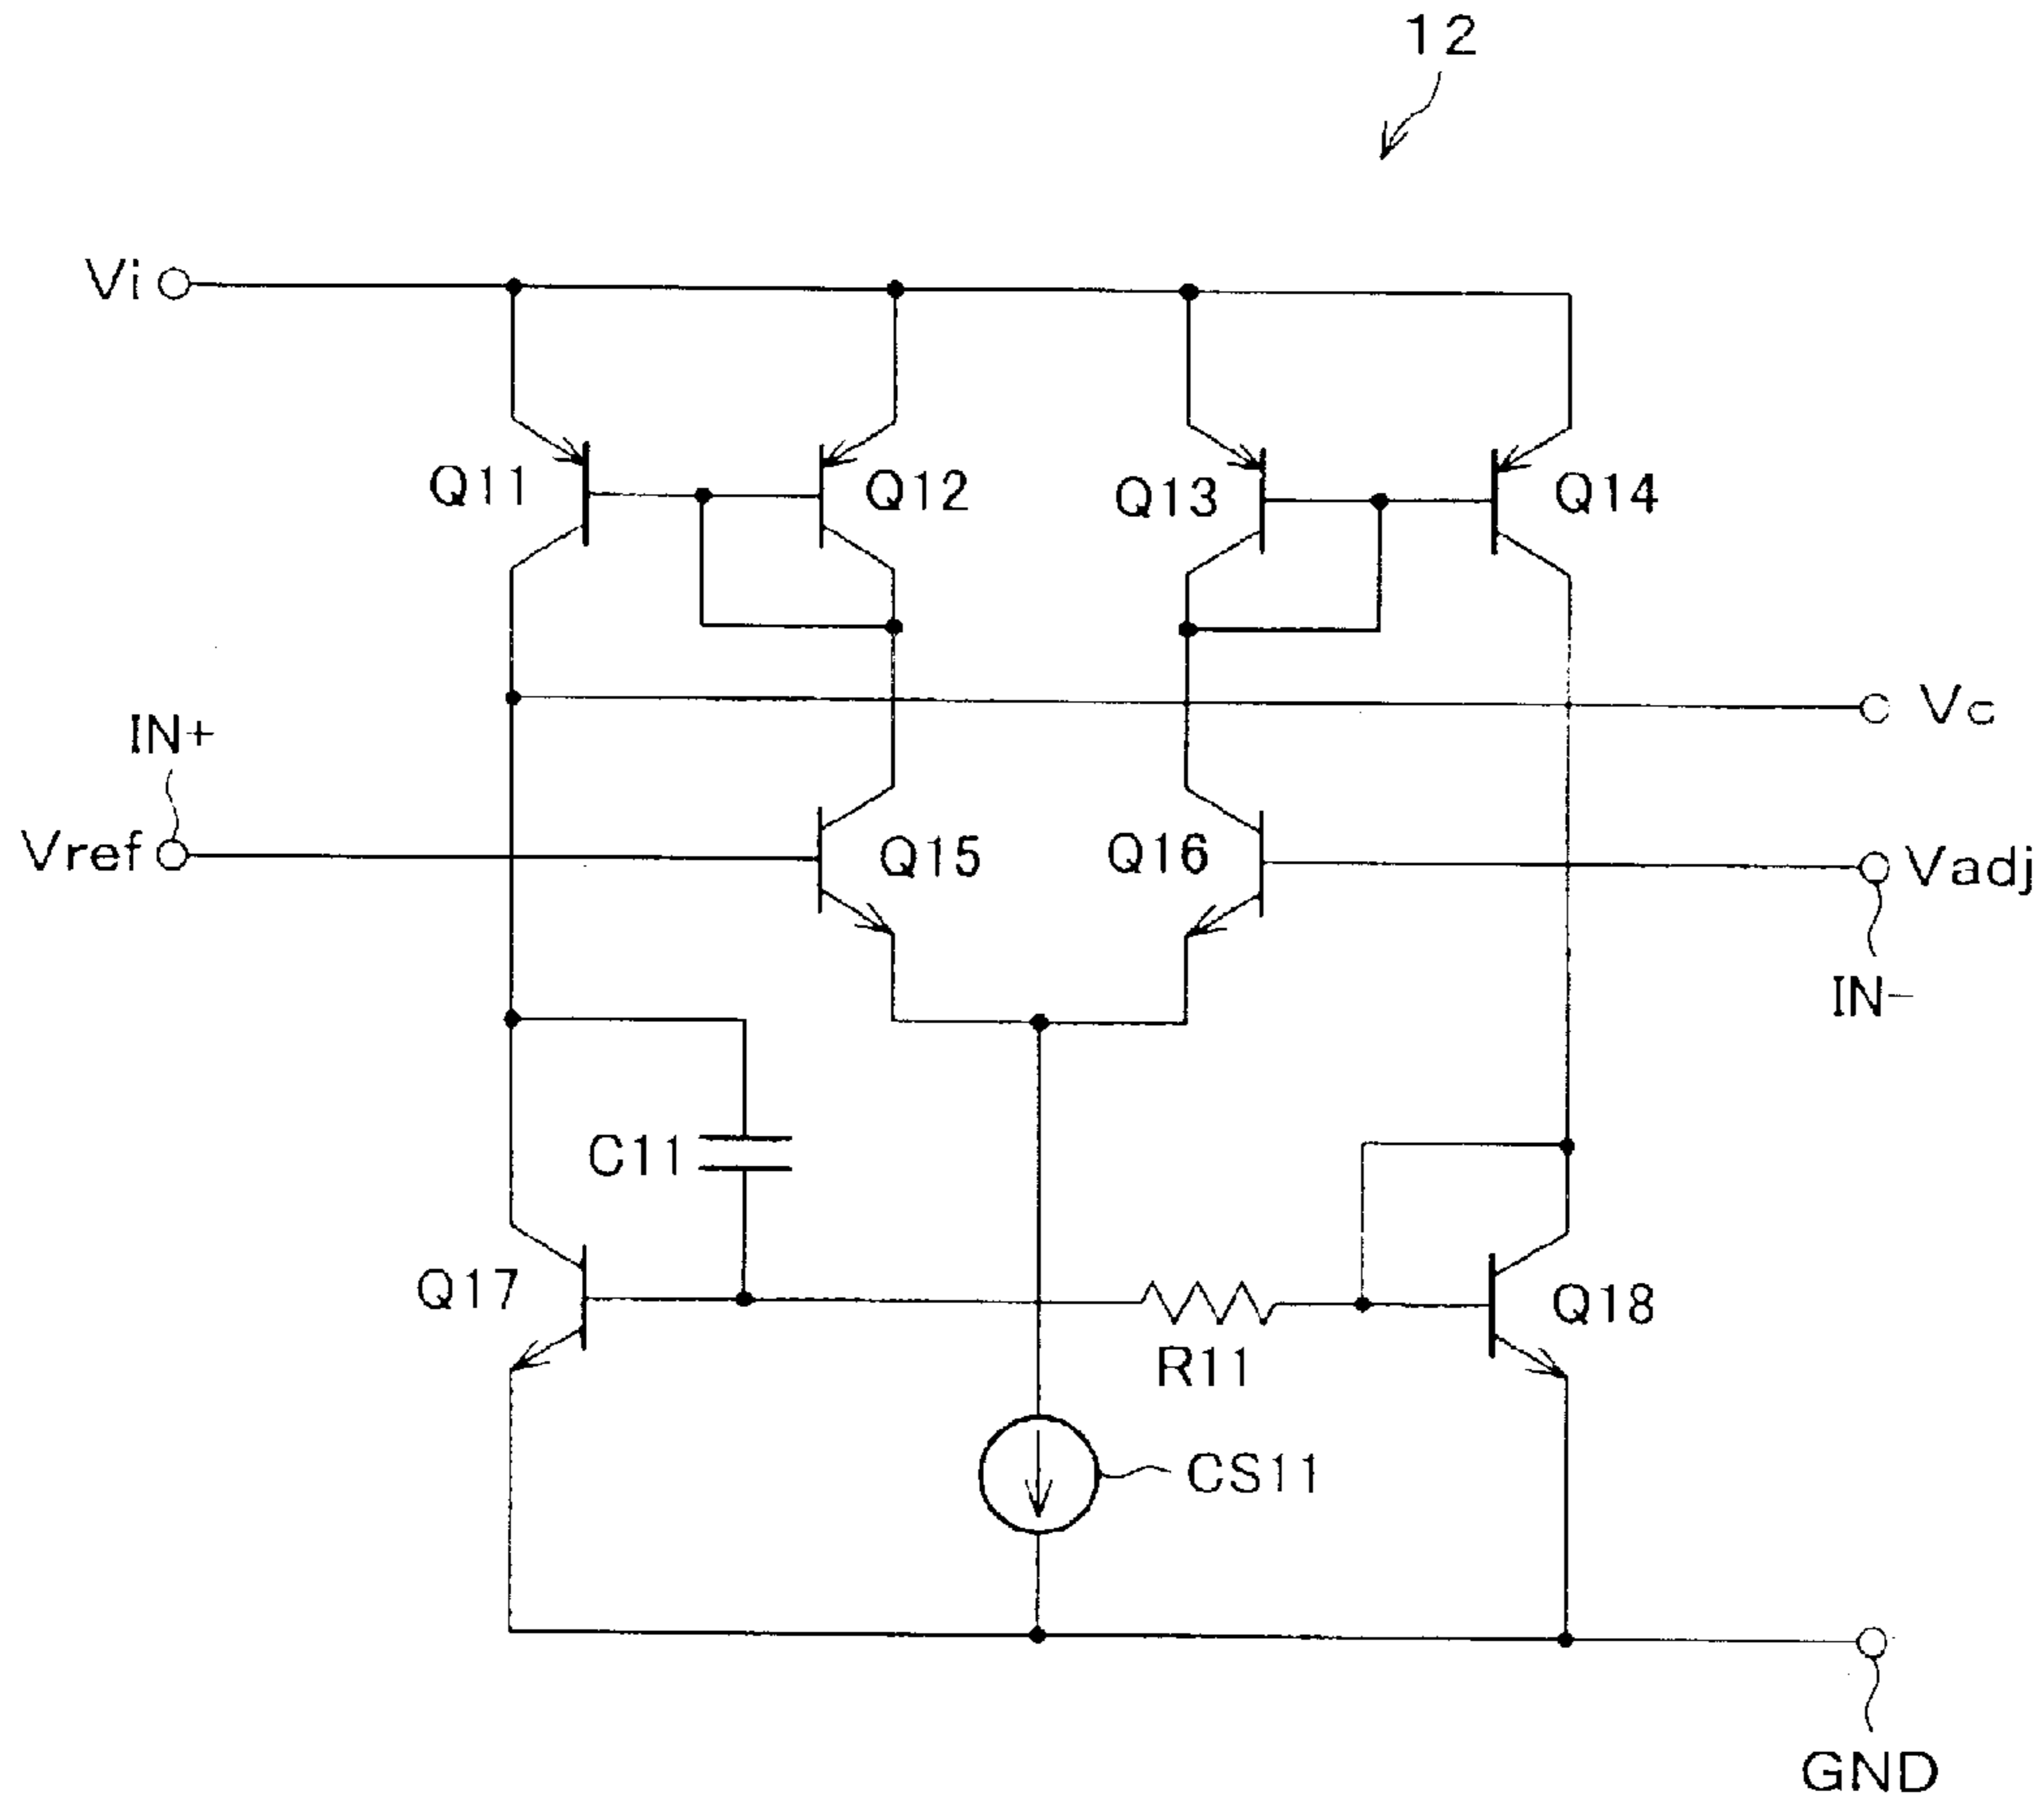 12
Vi
Q11
Q12
Q13
Q14
Vc
IN+
Vref
Q15
Q16
Vadj
IN-
C11
Q17
Q18
R11
CS11
GND